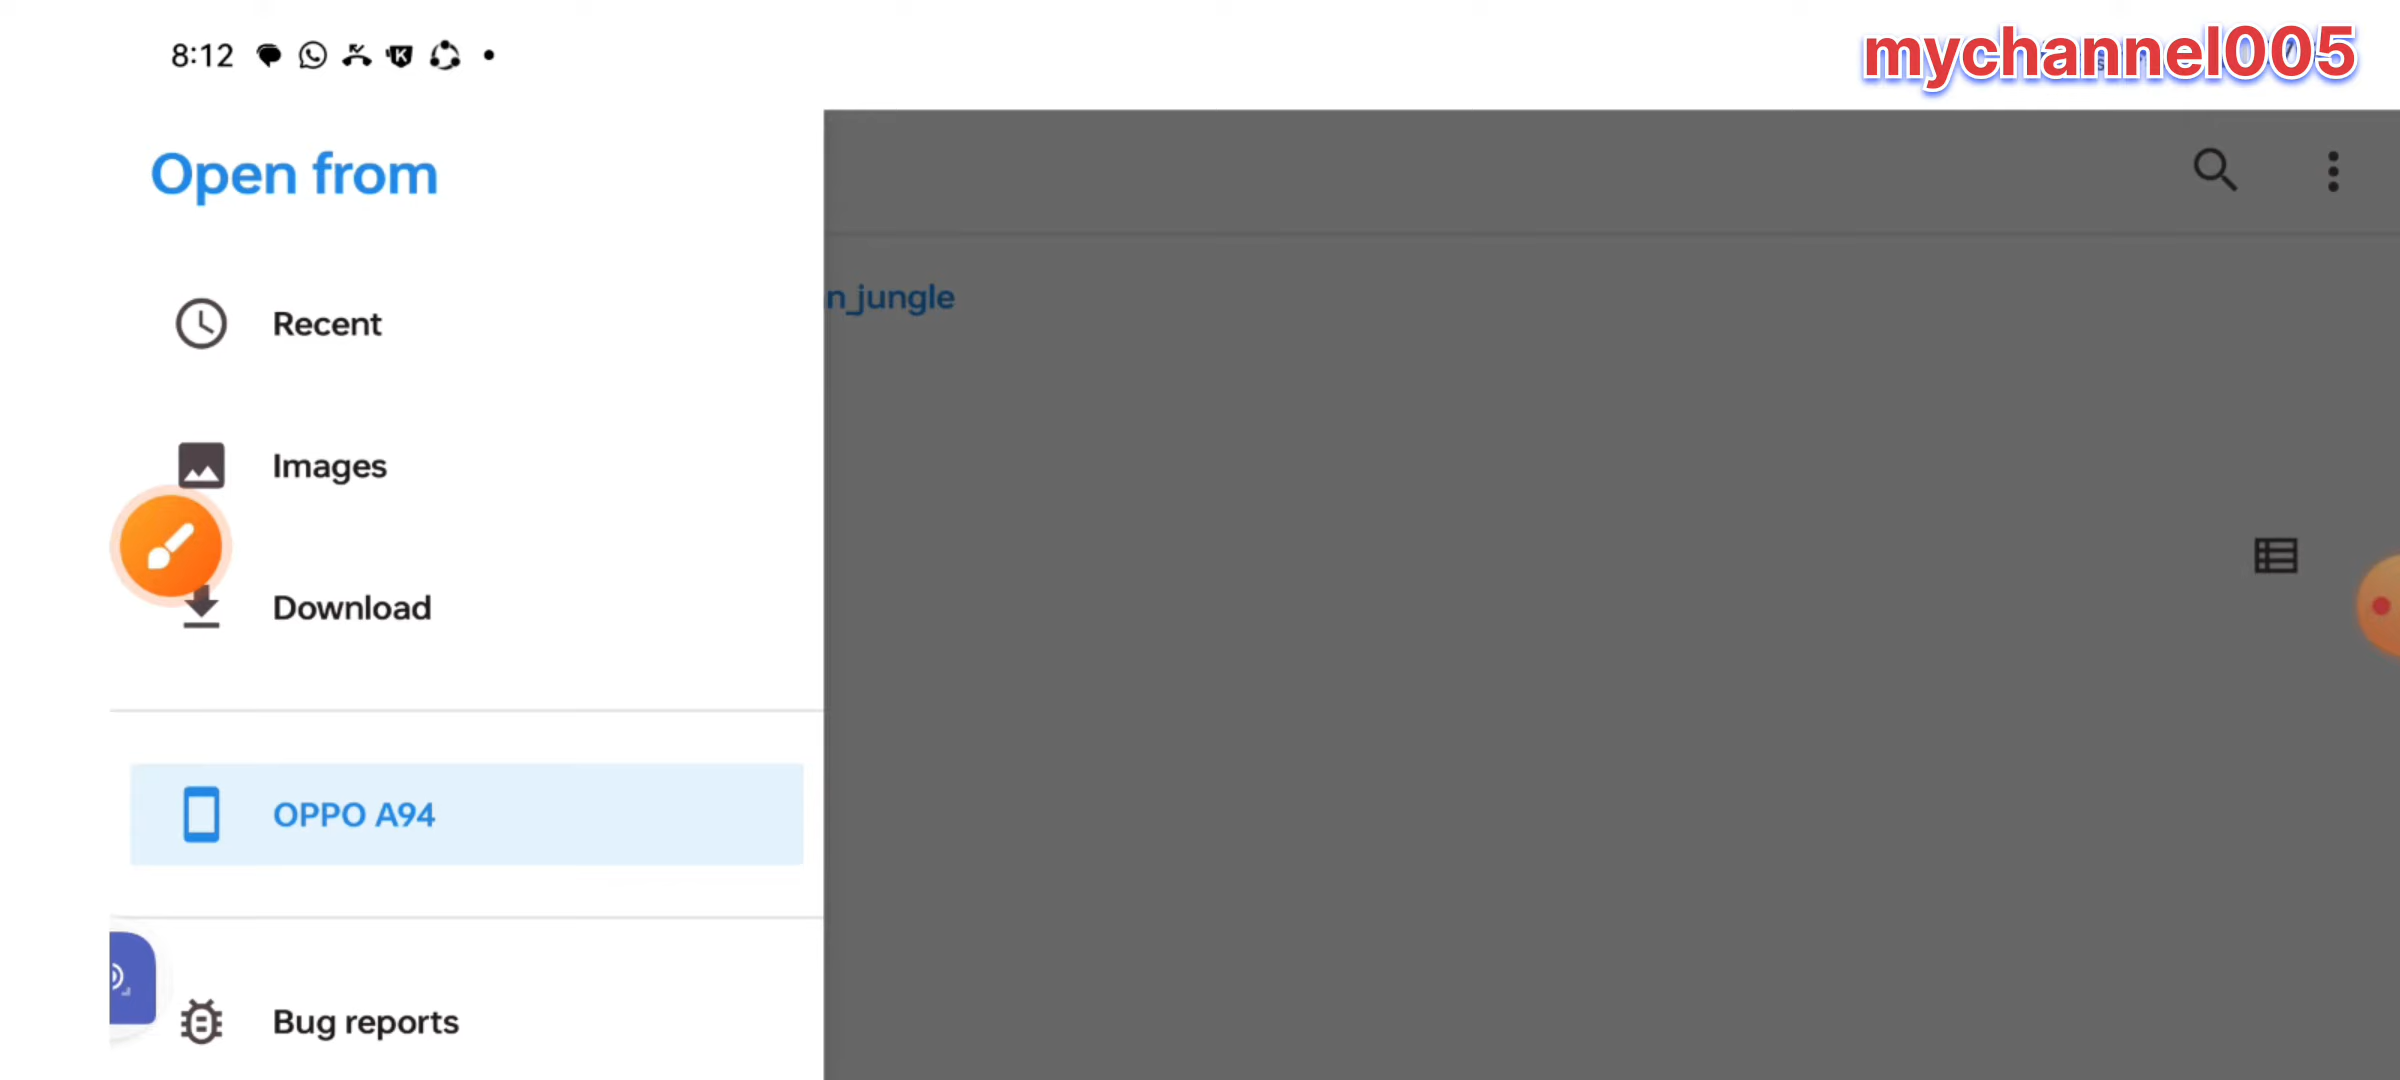 8:12
mychannel005
Open from
n_jungle
Recent
Images
Download
OPPO A94
Bug reports